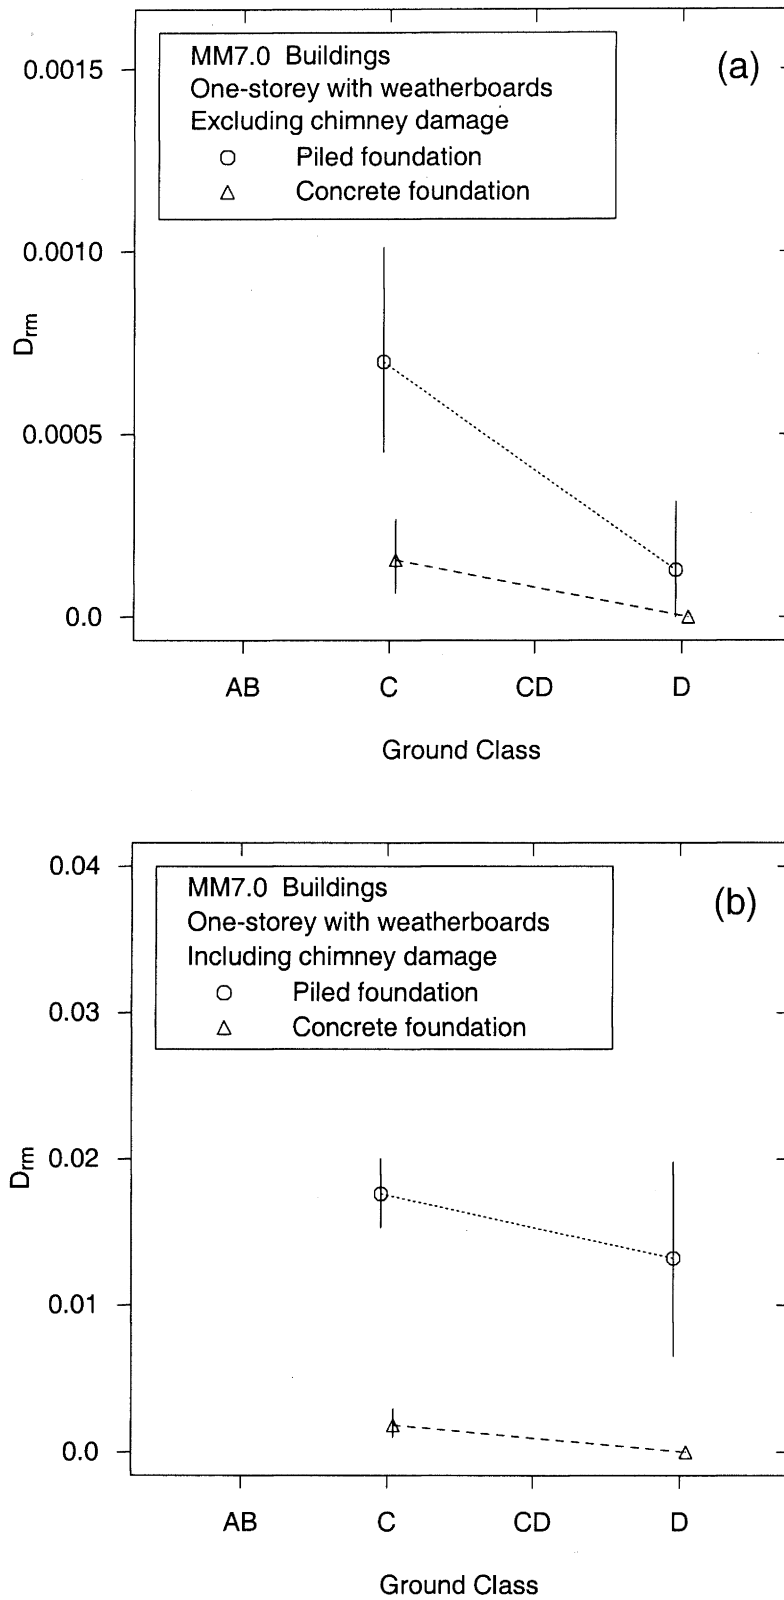 (a)
MM7.0 Buildings
One-storey with weatherboards
Excluding chimney damage
Piled foundation
Concrete foundation
0.0015
0.0010
0.0005
0.0
Drm
AB C CD D
Ground Class
(b)
MM7.0 Buildings
One-storey with weatherboards
Including chimney damage
Piled foundation
Concrete foundation
0.04
0.03
0.02
0.01
0.0
Drm
AB C CD D
Ground Class